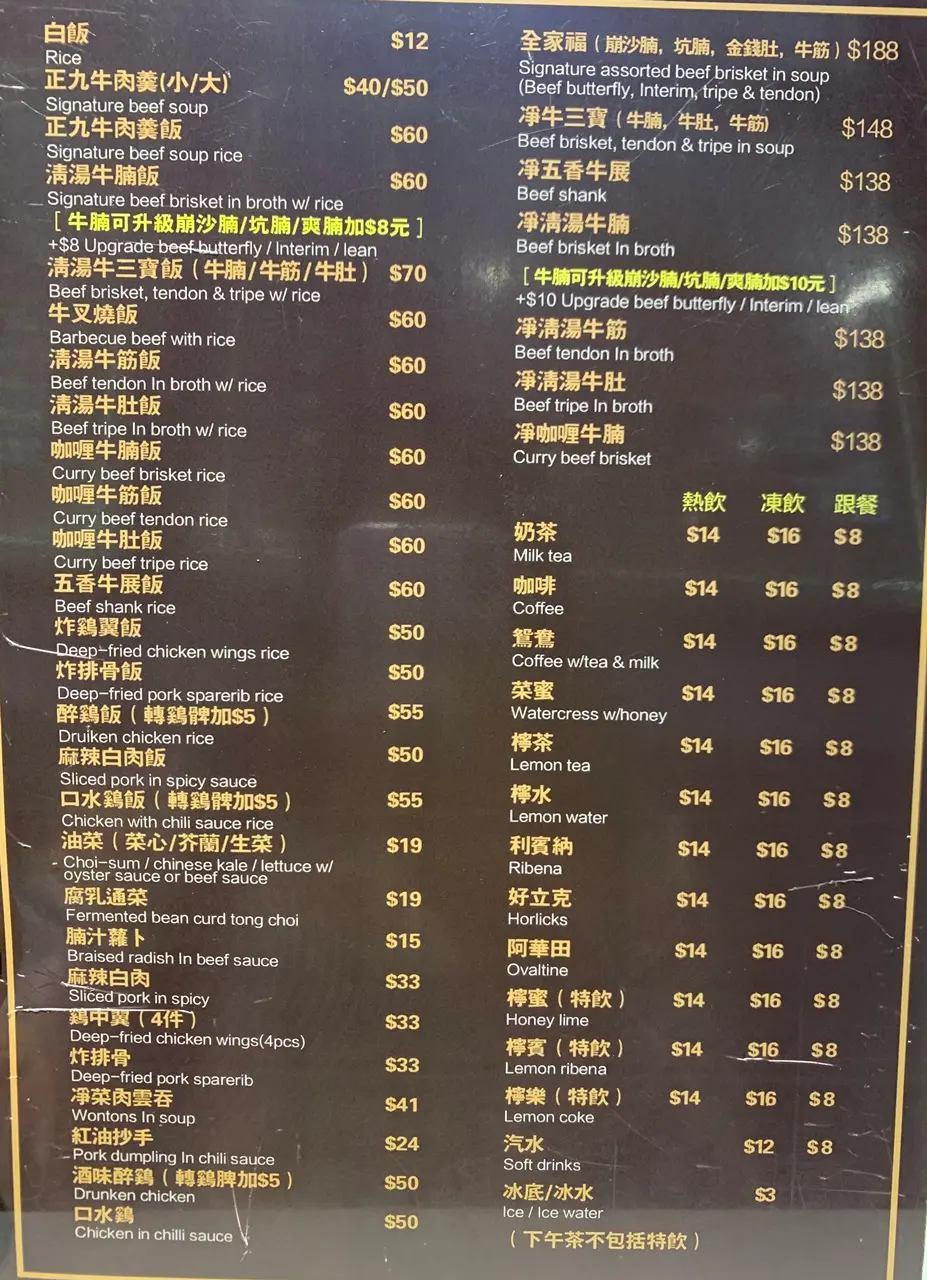 白飯 $12
Rice
正九牛肉羹(小/大) $40/$50
Signature beef soup
正九牛肉羹飯 $60
Signature beef soup rice
清湯牛腩飯 $60
Signature beef brisket in broth w/ rice
[ 牛腩可升級崩沙腩/坑腩/爽腩加$8元 ]
+$8 Upgrade beef butterfly / Interim / lean
清湯牛三寶飯 ( 牛腩/牛筋/牛肚 ) $70
Beef brisket, tendon & tripe w/ rice
牛叉燒飯 $60
Barbecue beef with rice
清湯牛筋飯 $60
Beef tendon In broth w/ rice
清湯牛肚飯 $60
Beef tripe In broth w/ rice
咖喱牛腩飯 $60
Curry beef brisket rice
咖喱牛筋飯 $60
Curry beef tendon rice
咖喱牛肚飯 $60
Curry beef tripe rice
五香牛展飯 $60
Beef shank rice
炸鷄翼飯 $50
Deep-fried chicken wings rice
炸排骨飯 $50
Deep-fried pork sparerib rice
醉鷄飯 ( 轉鷄髀加$5 ) $55
Druiken chicken rice
麻辣白肉飯 $50
Sliced pork in spicy sauce
口水鷄飯 ( 轉鷄髀加$5 ) $55
Chicken with chili sauce rice
油菜 ( 菜心/芥蘭/生菜 ) $19
Choi-sum / chinese kale / lettuce w/
oyster sauce or beef sauce
腐乳通菜 $19
Fermented bean curd tong choi
腩汁蘿卜 $15
Braised radish In beef sauce
麻辣白肉 $33
Sliced pork in spicy
鷄中翼 ( 4件 ) $33
Deep-fried chicken wings(4pcs)
炸排骨 $33
Deep-fried pork sparerib
凈菜肉雲吞 $41
Wontons In soup
紅油抄手 $24
Pork dumpling In chili sauce
酒味醉鷄 ( 轉鷄脾加$5 ) $50
Drunken chicken
口水鷄 $50
Chicken in chilli sauce
全家福 ( 崩沙腩, 坑腩, 金錢肚, 牛筋 ) $188
Signature assorted beef brisket in soup
(Beef butterfly, Interim, tripe & tendon)
凈牛三寶 ( 牛腩, 牛肚, 牛筋) $148
Beef brisket, tendon & tripe in soup
凈五香牛展 $138
Beef shank
凈清湯牛腩 $138
Beef brisket In broth
[ 牛腩可升級崩沙腩/坑腩/爽腩加$10元 ]
+$10 Upgrade beef butterfly / Interim / lean
凈清湯牛筋 $138
Beef tendon In broth
凈清湯牛肚 $138
Beef tripe In broth
凈咖喱牛腩 $138
Curry beef brisket
熱飲 凍飲 跟餐
奶茶 $14 $16 $8
Milk tea
咖啡 $14 $16 $8
Coffee
鴛鴦 $14 $16 $8
Coffee w/tea & milk
菜蜜 $14 $16 $8
Watercress w/honey
檸茶 $14 $16 $8
Lemon tea
檸水 $14 $16 $8
Lemon water
利賓納 $14 $16 $8
Ribena
好立克 $14 $16 $8
Horlicks
阿華田 $14 $16 $8
Ovaltine
檸蜜 ( 特飲 ) $14 $16 $8
Honey lime
檸賓 ( 特飲 ) $14 $16 $8
Lemon ribena
檸樂 ( 特飲 ) $14 $16 $8
Lemon coke
汽水 $12 $8
Soft drinks
冰底/冰水 $3
Ice / Ice water
( 下午茶不包括特飲 )